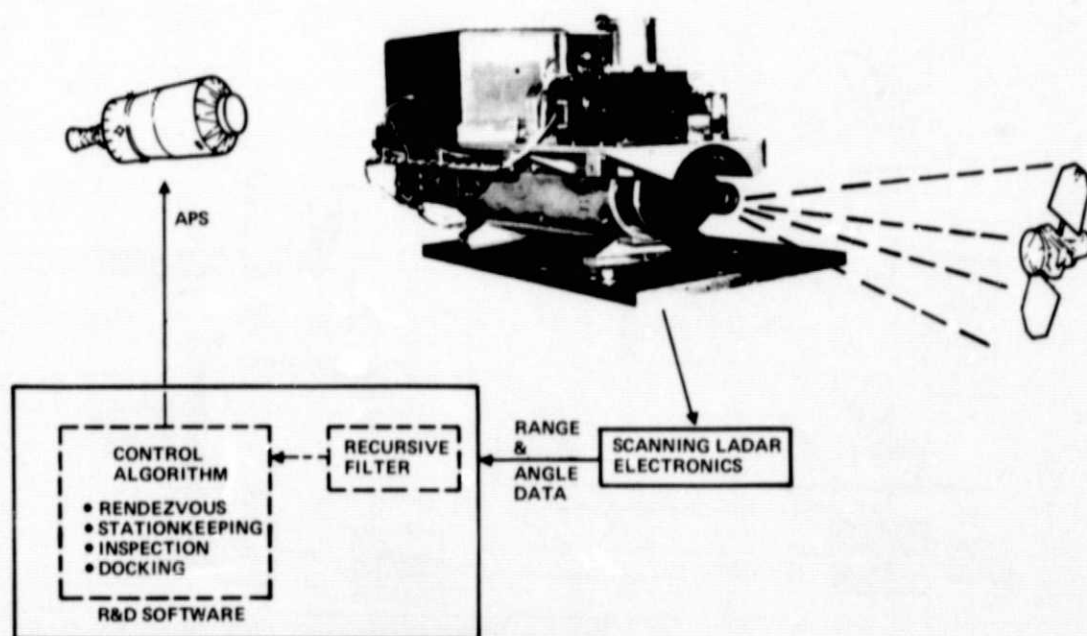 APS
CONTROL
ALGORITHM
• RENDEZVOUS
• STATIONKEEPING
• INSPECTION
• DOCKING
R&D SOFTWARE
RECURSIVE
FILTER
RANGE
&
ANGLE
DATA
SCANNING LADAR
ELECTRONICS